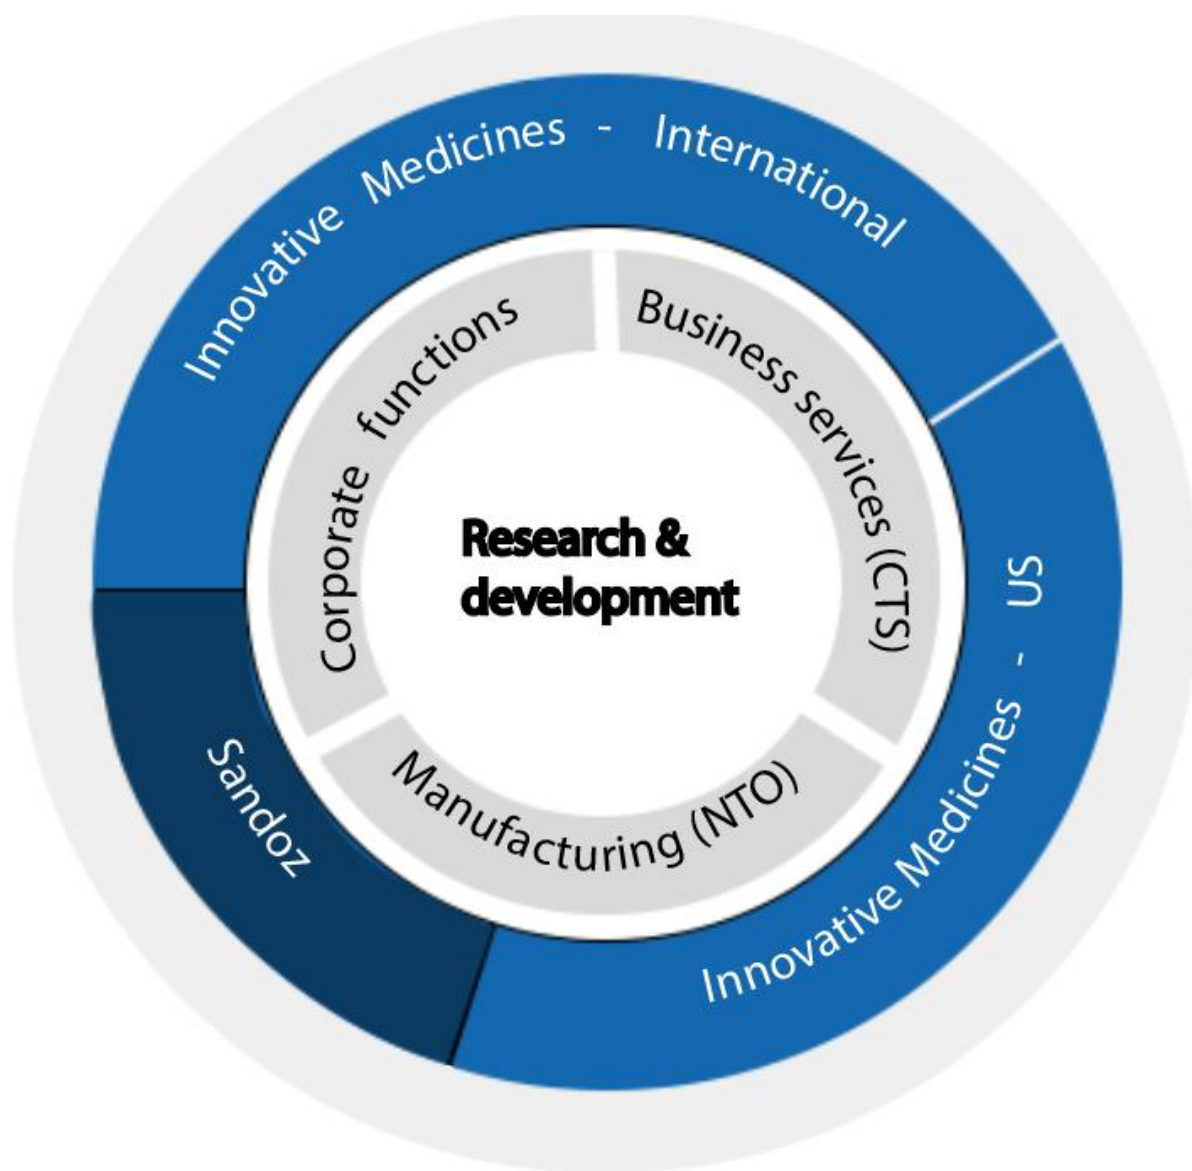 Innovative Medicines - International
Innovative Medicines - US
Sandoz
Corporate functions
Business services (CTS)
Manufacturing (NTO)
Research &
development